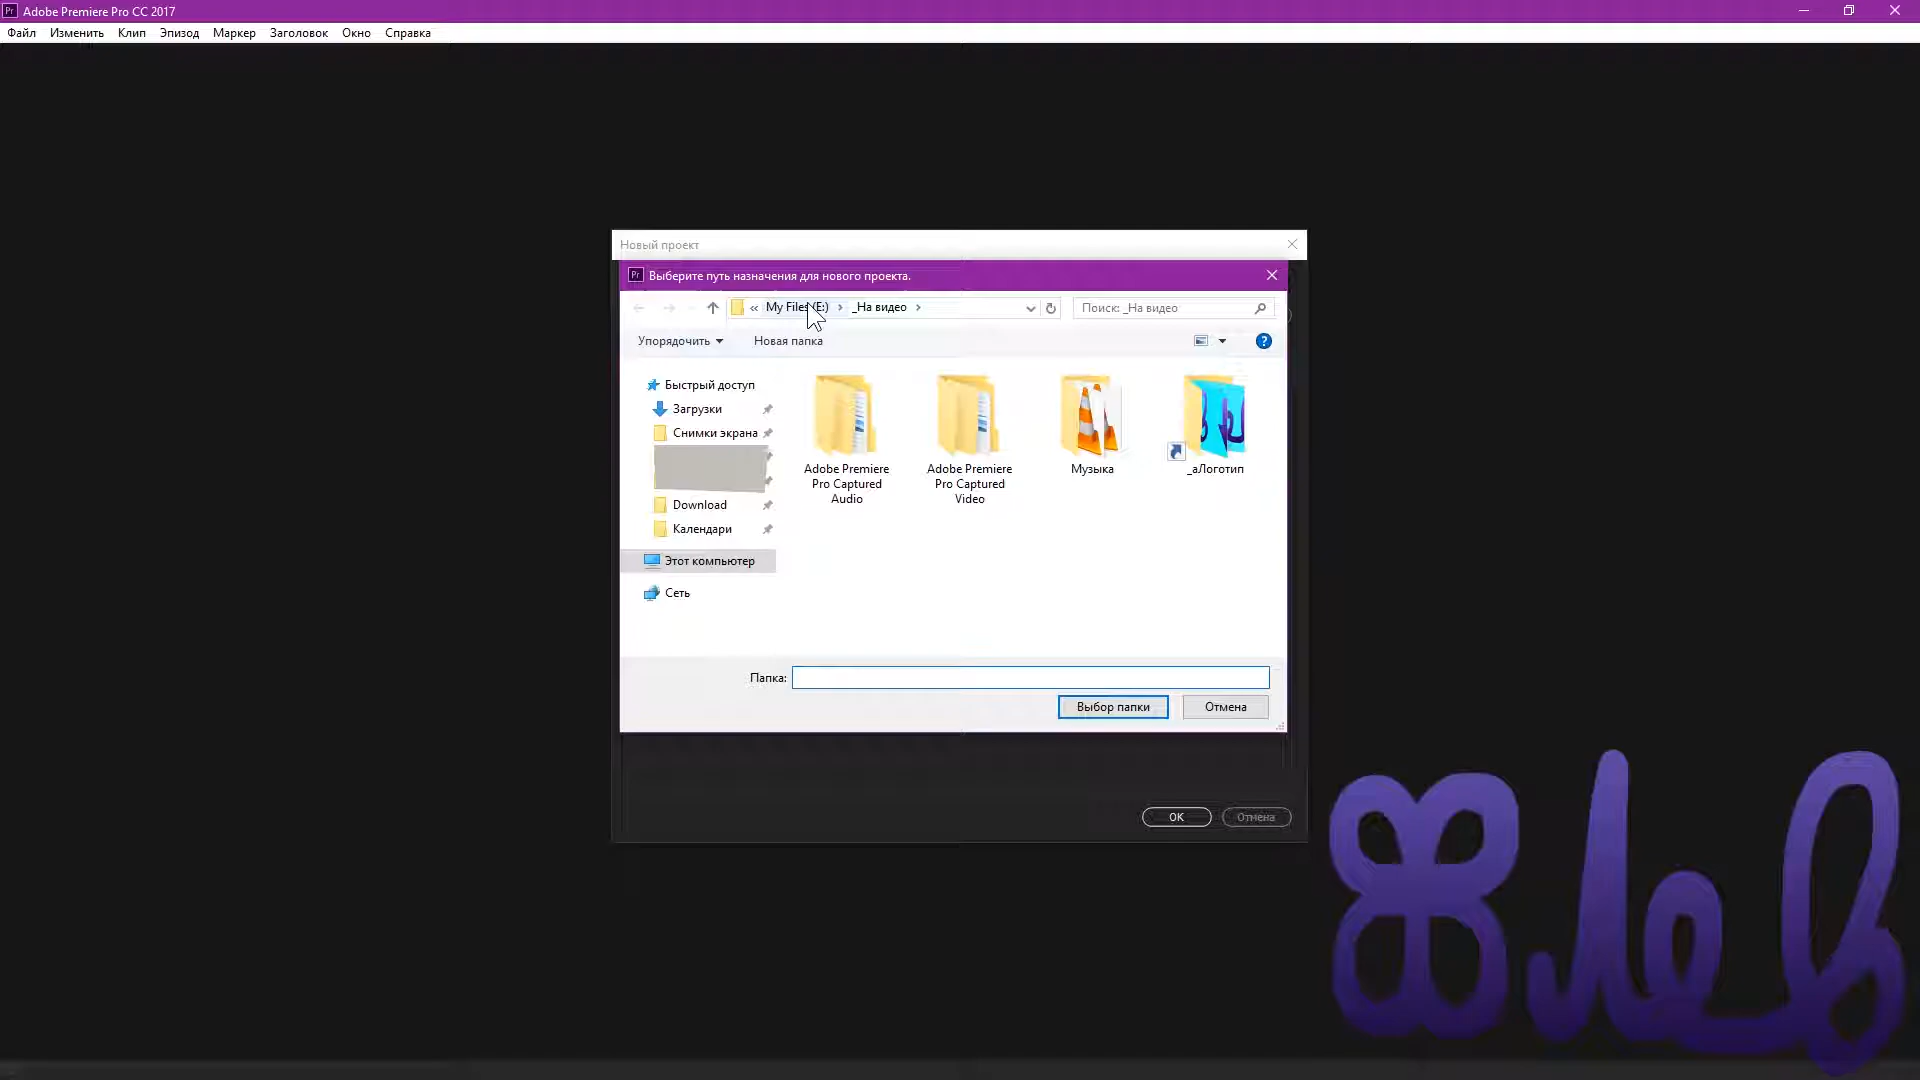 Adobe Premiere Pro CC 2017
Файл Изменить Клип Эпизод Маркер Заголовок Окно Справка
Новый проект
Pr Выберите путь назначения для нового проекта.
« My Files (E:) › _На видео ›
Поиск: _На видео
Упорядочить
Новая папка
Быстрый доступ
Загрузки
Снимки экрана
Download
Календари
Этот компьютер
Сеть
Adobe Premiere
Pro Captured
Audio
Adobe Premiere
Pro Captured
Video
Музыка
_аЛоготип
Папка:
Выбор папки
Отмена
ОК
Отмена
Жлев